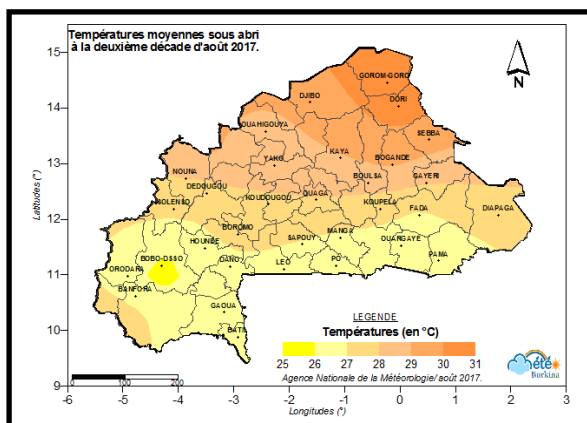 Températures moyennes sous abri
à la deuxième décade d'août 2017.
N
15
14
13
12
11
10
9
Latitudes (°)
GOROM-GORO
DJIBO
DORI
OUAHIGOUYA
SEBBA
KAYA
YAKO
BOGANDE
NOUNA
BOULSA
GAYERI
DEDOUGOU
KOUDOUGOU
OUAGA
SOLENSO
KOUPELA
FADA
DIAPAGA
BOROMO
HOUNDE
SAPOUY
MANGA
OUARGAYE
BOBO-DSSO
DANO
LEO
PO
PAMA
ORODARA
BANFORA
GAOUA
BATIE
LEGENDE
Températures (en °C)
25 26 27 28 29 30 31
Agence Nationale de la Météorologie/ août 2017.
météo
Burkina
0 100 200
-6 -5 -4 -3 -2 -1 0 1 2 3
Longitudes (°)